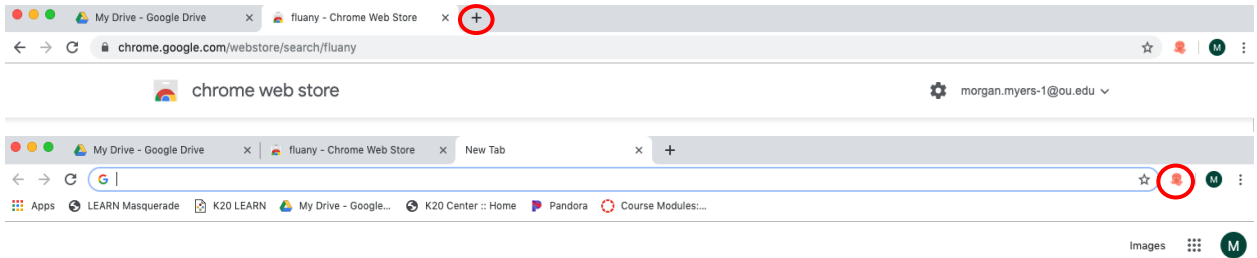 My Drive - Google Drive × fluany - Chrome Web Store × +
chrome.google.com/webstore/search/fluany M
chrome web store morgan.myers-1@ou.edu
My Drive - Google Drive × fluany - Chrome Web Store × New Tab × +
G M
Apps LEARN Masquerade K20 LEARN My Drive - Google... K20 Center :: Home Pandora Course Modules:...
Images M